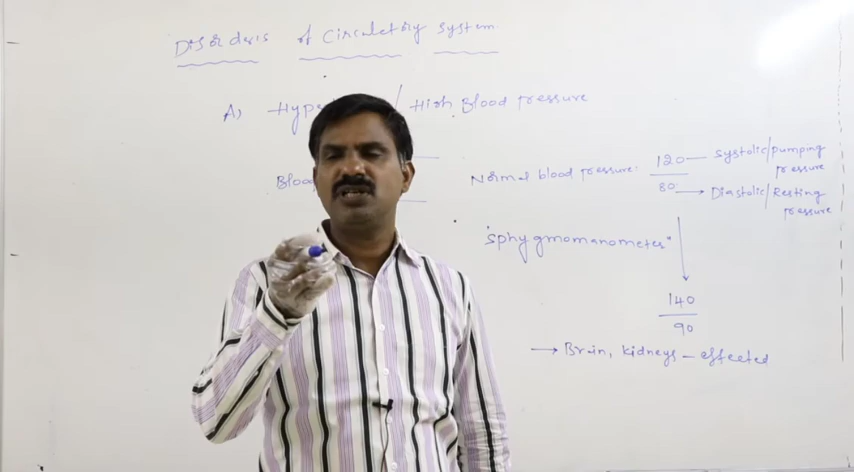 Disorders of Circulatory System
A) Hype / High Blood pressure
Bloo
Normal blood pressure: 120 — systolic/pumping pressure
80 → Diastolic/Resting pressure
"sphygmomanometer"
140
90
→ Brain, kidneys - effected